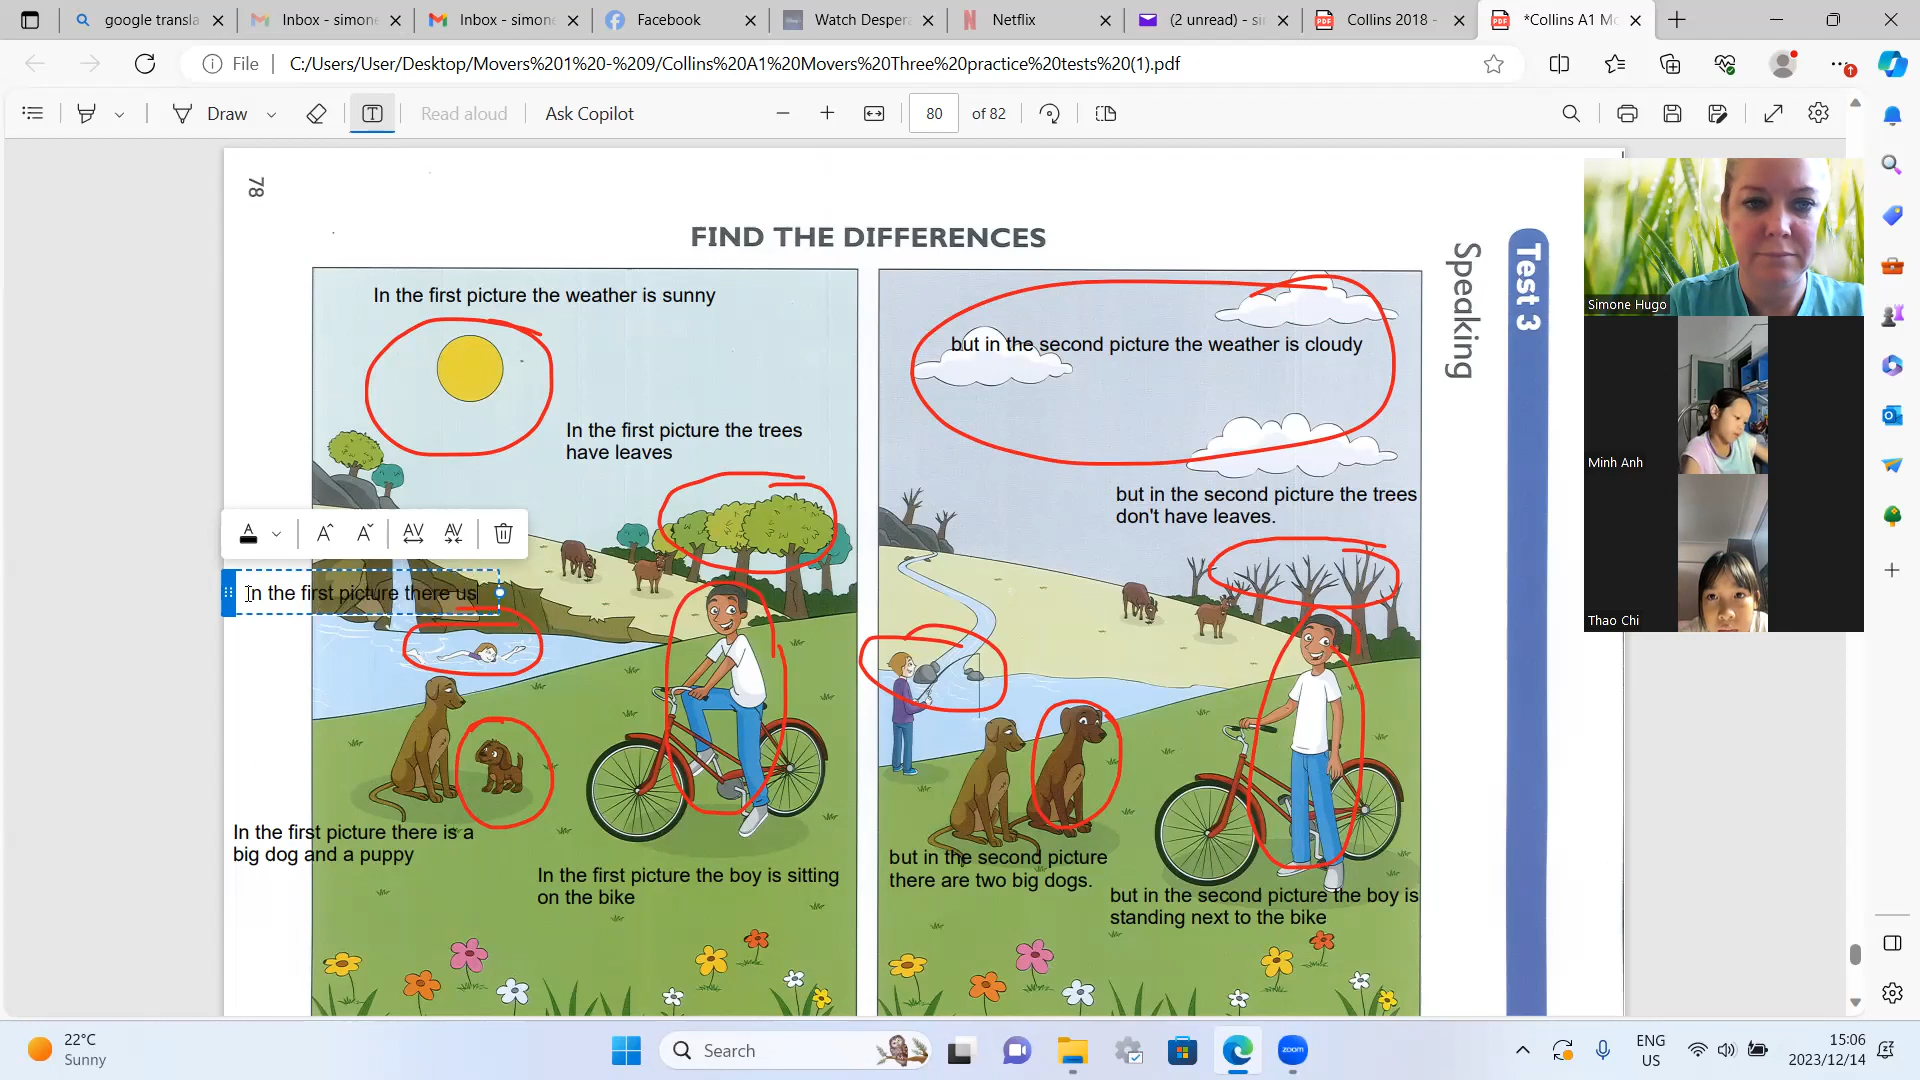 google transla
Inbox - simone
Inbox - simone
Facebook
Watch Despera
Netflix
(2 unread) - si
Collins 2018 -
*Collins A1 Mo
File
C:/Users/User/Desktop/Movers%201%20-%209/Collins%20A1%20Movers%20Three%20practice%20tests%20(1).pdf
Draw
Read aloud
Ask Copilot
80
of 82
78
FIND THE DIFFERENCES
Speaking
Test 3
In the first picture the weather is sunny
but in the second picture the weather is cloudy
In the first picture the trees
have leaves
but in the second picture the trees
don't have leaves.
In the first picture there us
In the first picture there is a
big dog and a puppy
In the first picture the boy is sitting
on the bike
but in the second picture
there are two big dogs.
but in the second picture the boy is
standing next to the bike
Simone Hugo
Minh Anh
Thao Chi
22°C
Sunny
Search
zoom
ENG
US
15:06
2023/12/14